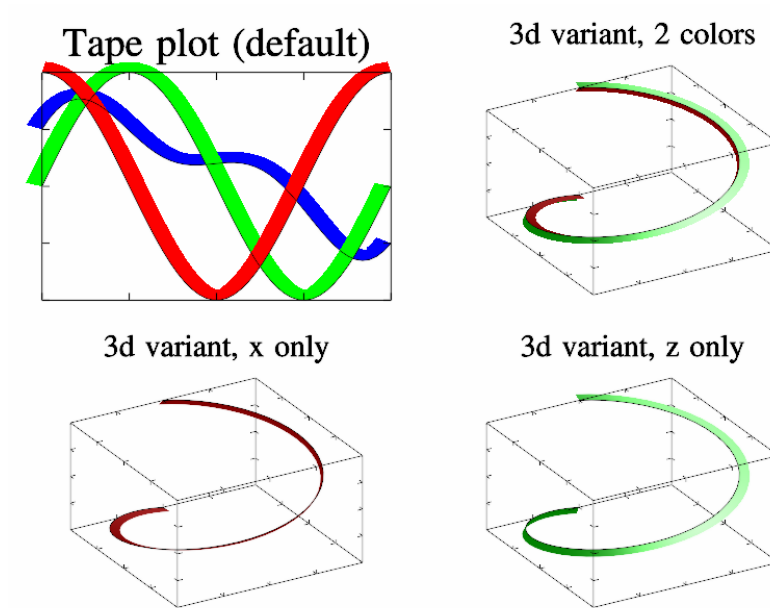 Tape plot (default)
3d variant, 2 colors
3d variant, x only
3d variant, z only